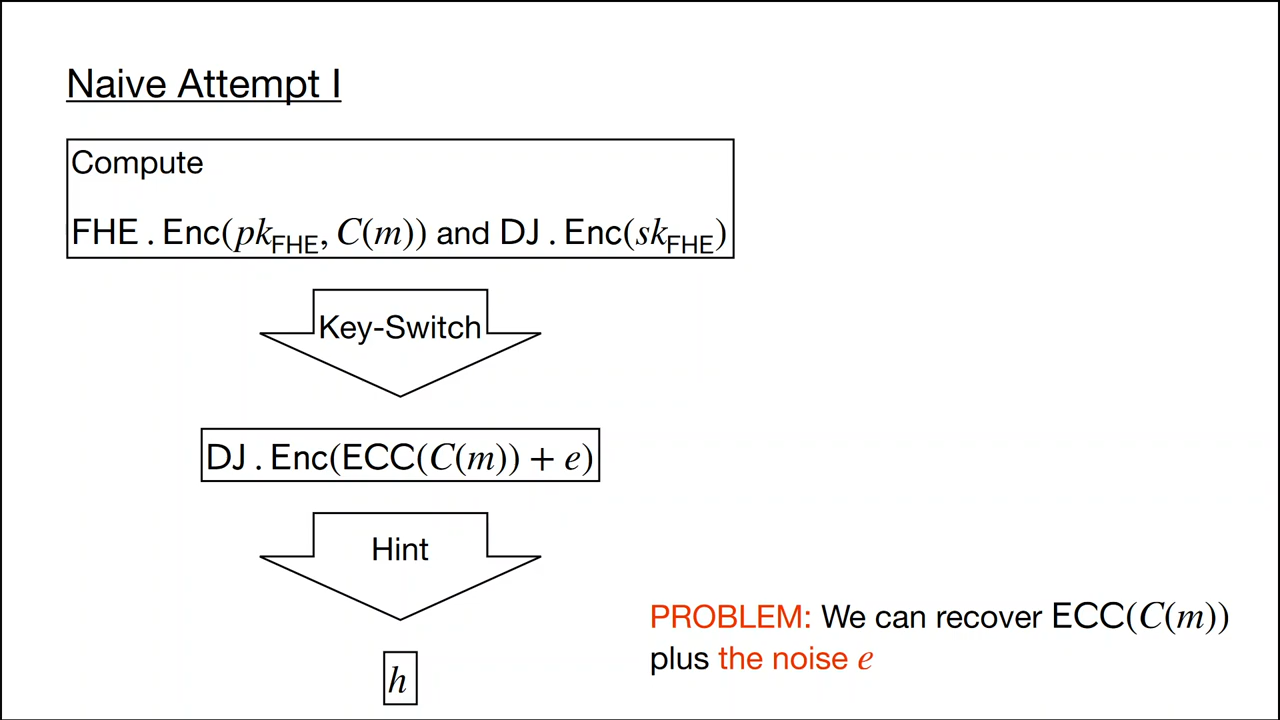 Naive Attempt I
Compute
FHE . Enc(pk_FHE, C(m)) and DJ . Enc(sk_FHE)
Key-Switch
DJ . Enc(ECC(C(m)) + e)
Hint
h
PROBLEM: We can recover ECC(C(m))
plus the noise e